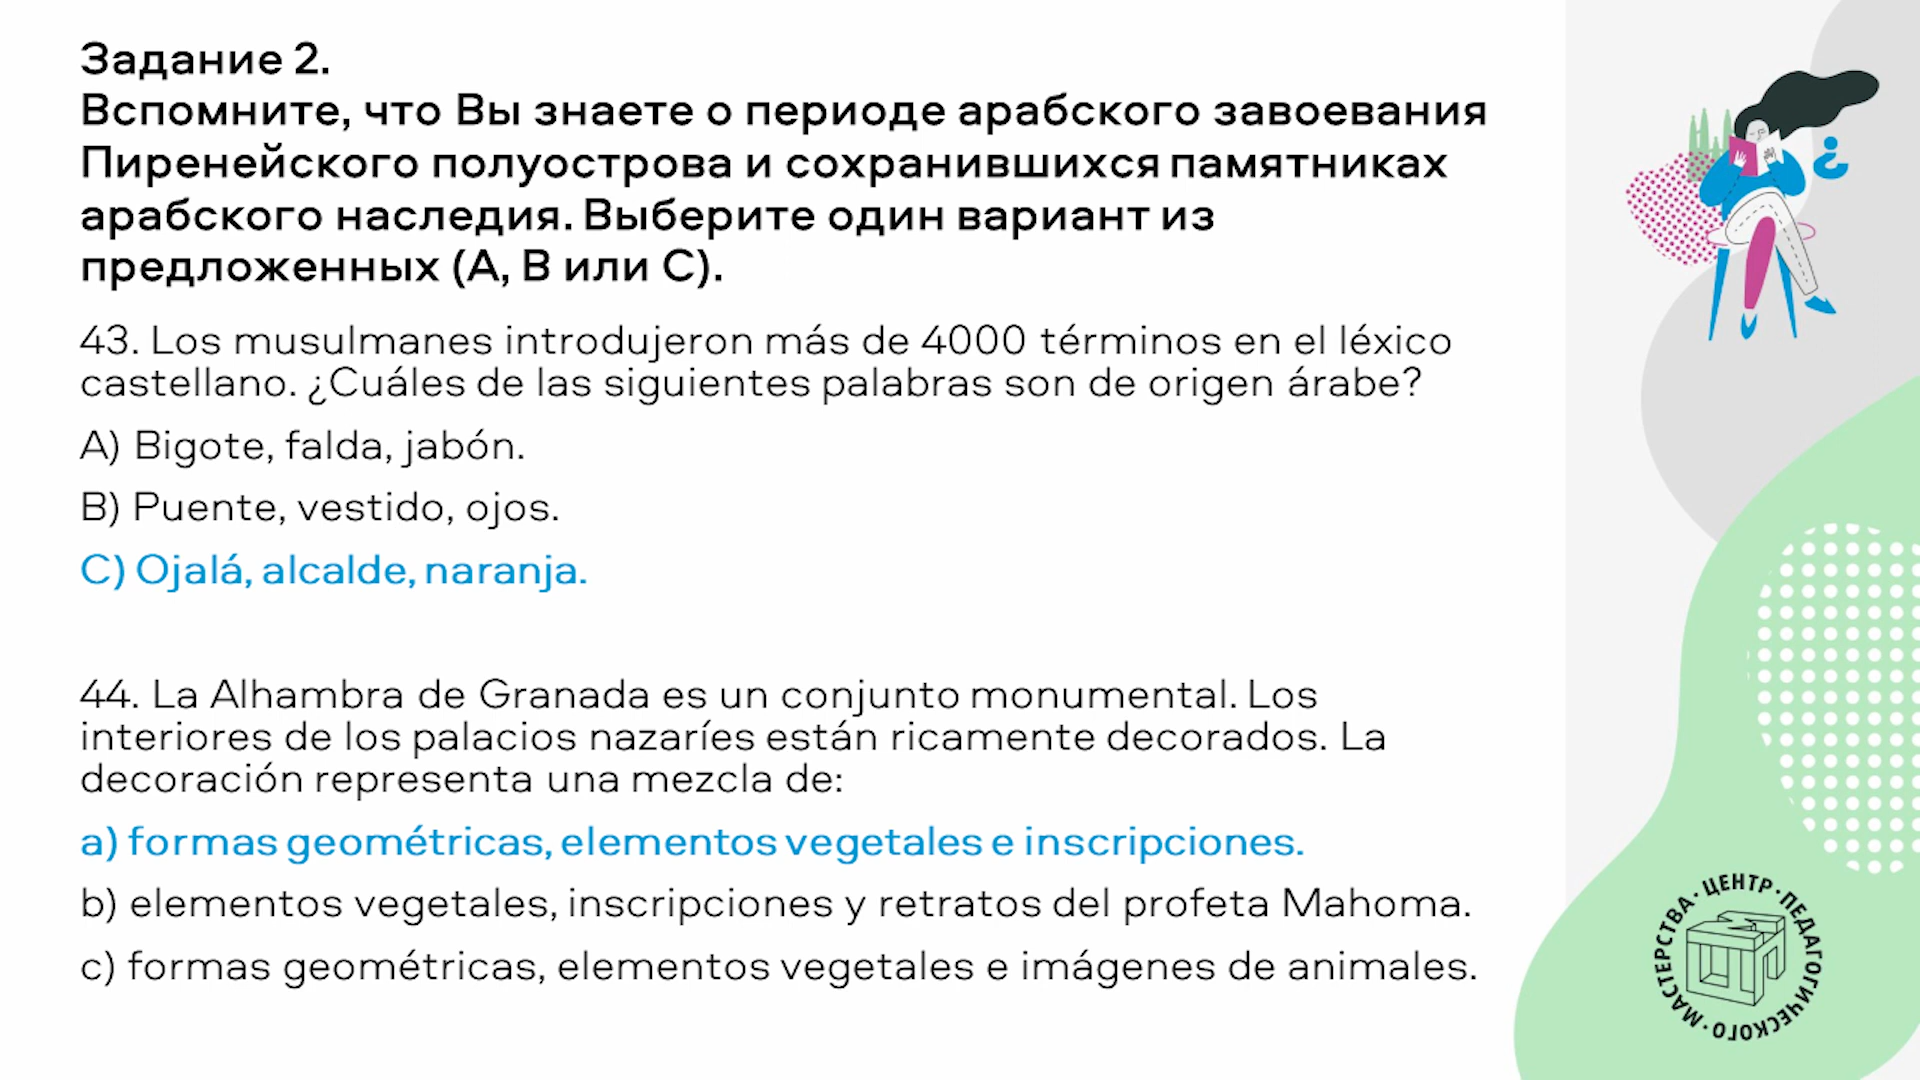 Задание 2.
Вспомните, что Вы знаете о периоде арабского завоевания
Пиренейского полуострова и сохранившихся памятниках
арабского наследия. Выберите один вариант из
предложенных (А, В или С).
43. Los musulmanes introdujeron más de 4000 términos en el léxico
castellano. ¿Cuáles de las siguientes palabras son de origen árabe?
A) Bigote, falda, jabón.
B) Puente, vestido, ojos.
C) Ojalá, alcalde, naranja.
44. La Alhambra de Granada es un conjunto monumental. Los
interiores de los palacios nazaríes están ricamente decorados. La
decoración representa una mezcla de:
a) formas geométricas, elementos vegetales e inscripciones.
b) elementos vegetales, inscripciones y retratos del profeta Mahoma.
c) formas geométricas, elementos vegetales e imágenes de animales.
¿
ЦЕНТР · ПЕДАГОГИЧЕСКОГО · МАСТЕРСТВА ·